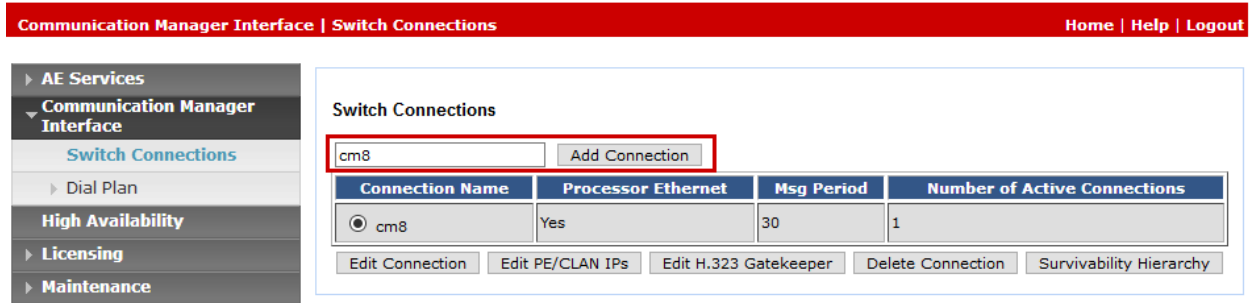 Communication Manager Interface | Switch Connections Home | Help | Logout
AE Services
Communication Manager
Interface
Switch Connections
Dial Plan
High Availability
Licensing
Maintenance
Switch Connections
cm8 Add Connection
Connection Name Processor Ethernet Msg Period Number of Active Connections
cm8 Yes 30 1
Edit Connection Edit PE/CLAN IPs Edit H.323 Gatekeeper Delete Connection Survivability Hierarchy